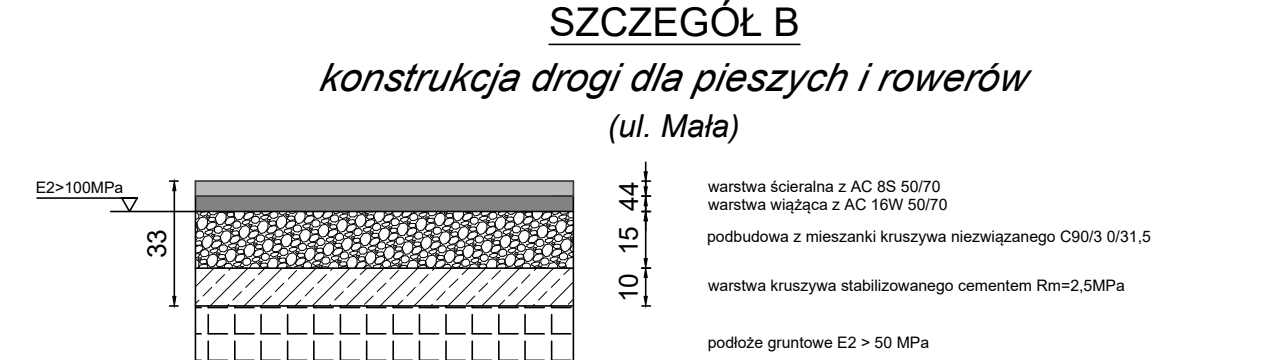 SZCZEGÓŁ B
konstrukcja drogi dla pieszych i rowerów
(ul. Mała)
E2>100MPa
33
4
4
15
10
warstwa ścieralna z AC 8S 50/70
warstwa wiążąca z AC 16W 50/70
podbudowa z mieszanki kruszywa niezwiązanego C90/3 0/31,5
warstwa kruszywa stabilizowanego cementem Rm=2,5MPa
podłoże gruntowe E2 > 50 MPa